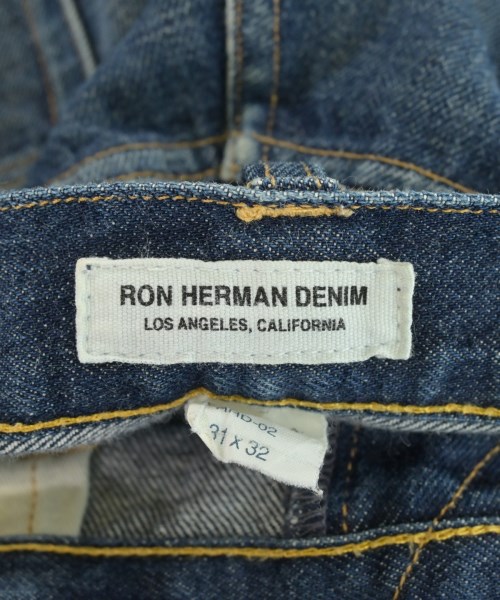 RON HERMAN DENIM
LOS ANGELES, CALIFORNIA
31 x 32